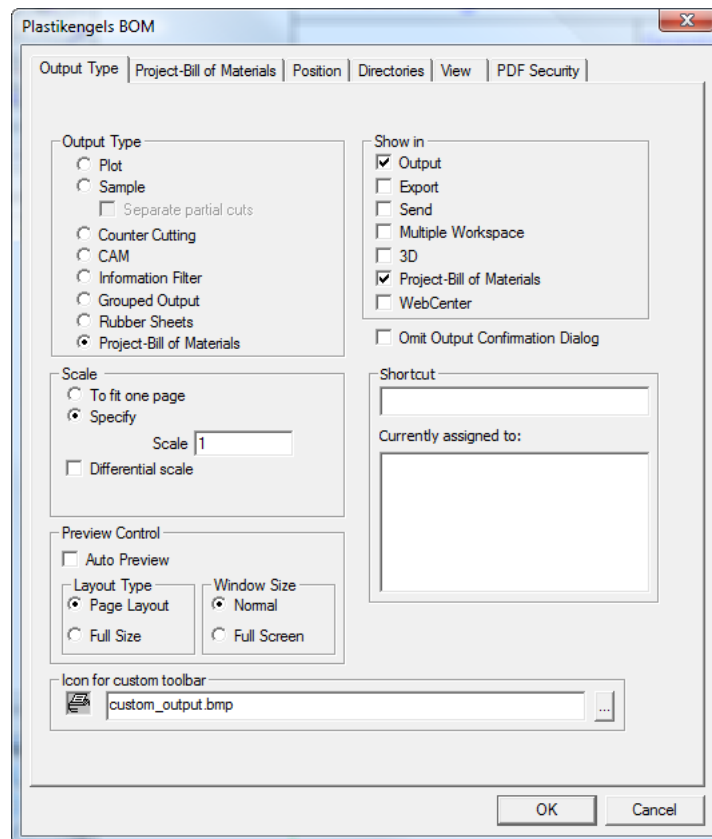 Plastikengels BOM
Output Type Project-Bill of Materials Position Directories View PDF Security
Output Type
Plot
Sample
Separate partial cuts
Counter Cutting
CAM
Information Filter
Grouped Output
Rubber Sheets
Project-Bill of Materials
Show in
Output
Export
Send
Multiple Workspace
3D
Project-Bill of Materials
WebCenter
Omit Output Confirmation Dialog
Scale
To fit one page
Specify
Scale 1
Differential scale
Shortcut
Currently assigned to:
Preview Control
Auto Preview
Layout Type
Page Layout
Full Size
Window Size
Normal
Full Screen
Icon for custom toolbar
custom_output.bmp
...
OK Cancel